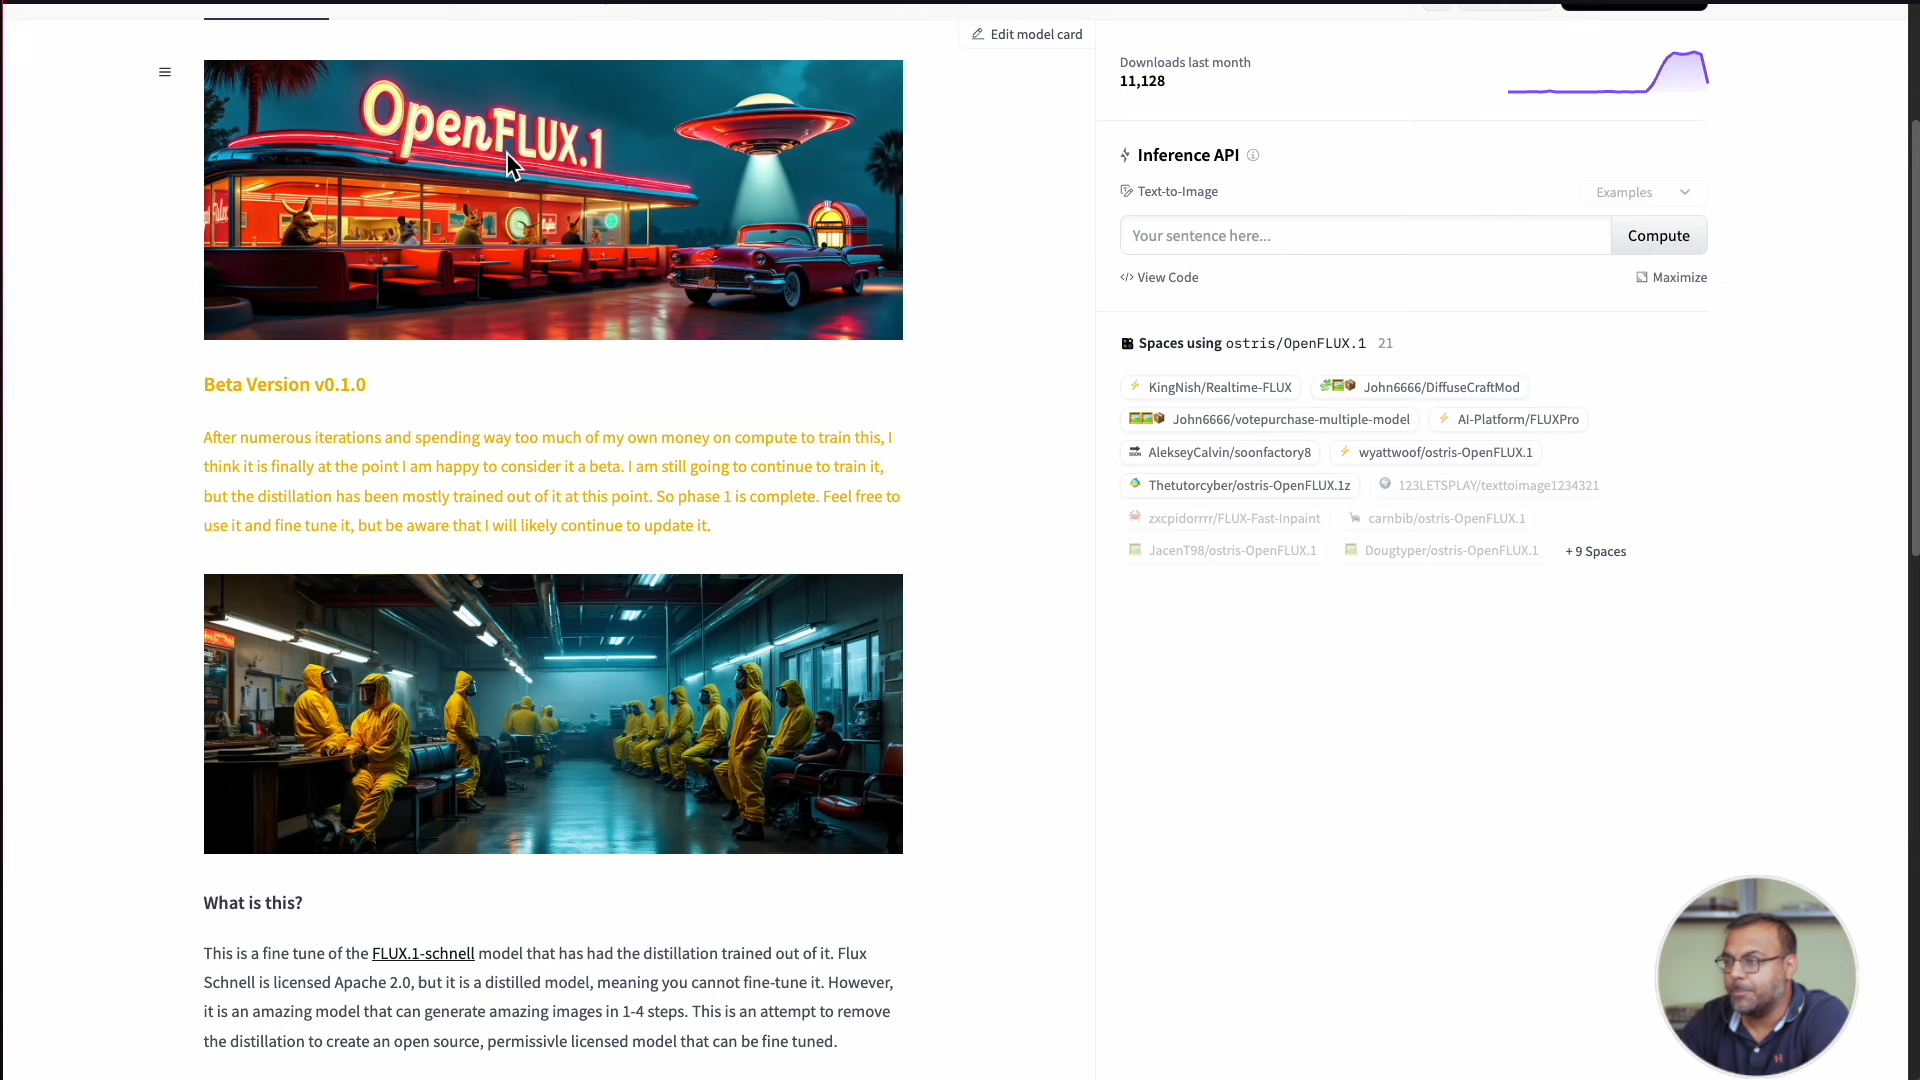 Edit model card
OpenFLUX.1
Beta Version v0.1.0
After numerous iterations and spending way too much of my own money on compute to train this, I
think it is finally at the point I am happy to consider it a beta. I am still going to continue to train it,
but the distillation has been mostly trained out of it at this point. So phase 1 is complete. Feel free to
use it and fine tune it, but be aware that I will likely continue to update it.
What is this?
This is a fine tune of the FLUX.1-schnell model that has had the distillation trained out of it. Flux
Schnell is licensed Apache 2.0, but it is a distilled model, meaning you cannot fine-tune it. However,
it is an amazing model that can generate amazing images in 1-4 steps. This is an attempt to remove
the distillation to create an open source, permissivle licensed model that can be fine tuned.
Downloads last month
11,128
Inference API
Text-to-Image
Examples
Your sentence here...
Compute
</> View Code
Maximize
Spaces using ostris/OpenFLUX.1 21
KingNish/Realtime-FLUX
John6666/DiffuseCraftMod
John6666/votepurchase-multiple-model
AI-Platform/FLUXPro
AlekseyCalvin/soonfactory8
wyattwoof/ostris-OpenFLUX.1
Thetutorcyber/ostris-OpenFLUX.1z
123LETSPLAY/texttoimage1234321
zxcpidorrrr/FLUX-Fast-Inpaint
carnbib/ostris-OpenFLUX.1
JacenT98/ostris-OpenFLUX.1
Dougtyper/ostris-OpenFLUX.1
+ 9 Spaces